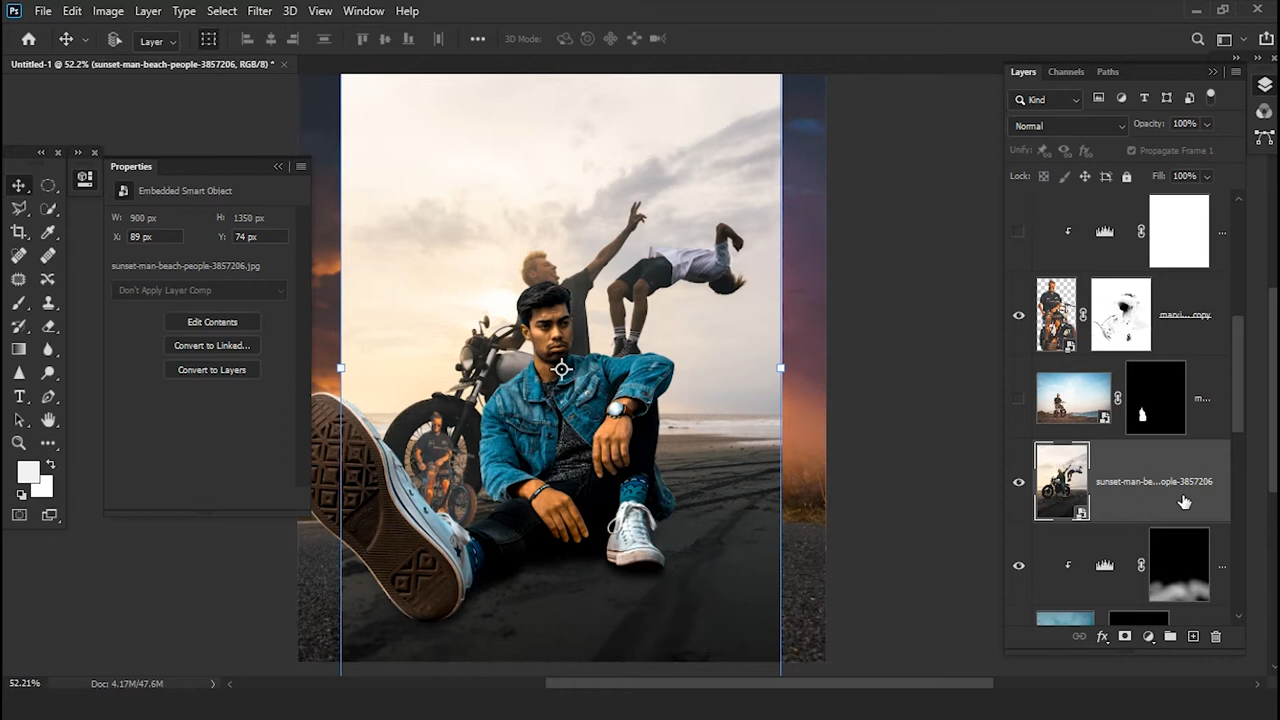 Ps File Edit Image Layer Type Select Filter 3D View Window Help
Layer 3D Mode:
Untitled-1 @ 52.2% (sunset-man-beach-people-3857206, RGB/8) *
Properties
Embedded Smart Object
W: 900 px H: 1350 px
X: 89 px Y: 74 px
sunset-man-beach-people-3857206.jpg
Don't Apply Layer Comp
Edit Contents
Convert to Linked...
Convert to Layers
Layers Channels Paths
Kind
Normal Opacity: 100%
Unify: Propagate Frame 1
Lock: Fill: 100%
...
marvi... copy
m...
sunset-man-be...ople-3857206
...
52.21% Doc: 4.17M/47.6M